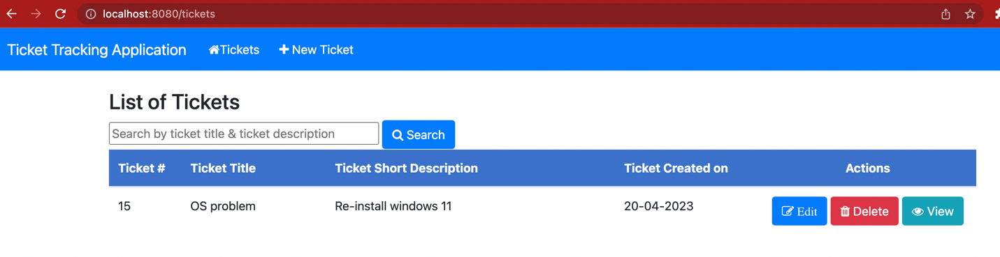 localhost:8080/tickets
Ticket Tracking Application Tickets New Ticket
List of Tickets
Search by ticket title & ticket description Search
Ticket # Ticket Title Ticket Short Description Ticket Created on Actions
15 OS problem Re-install windows 11 20-04-2023 Edit Delete View